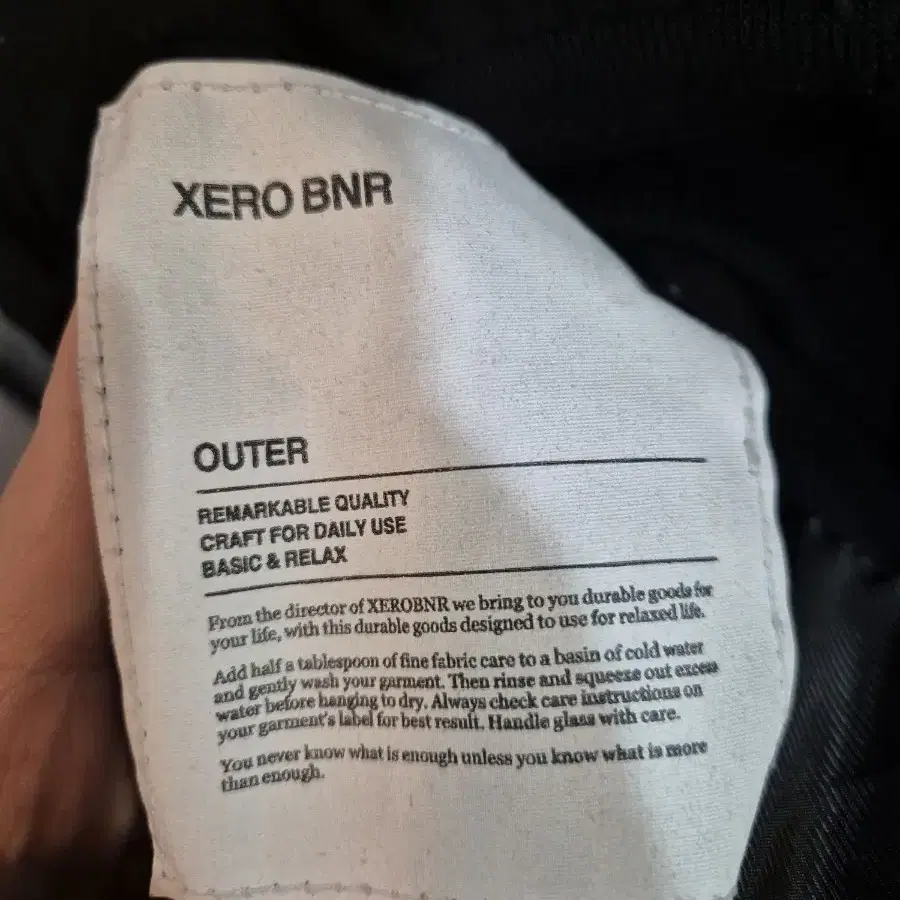 XERO BNR
OUTER
REMARKABLE QUALITY
CRAFT FOR DAILY USE
BASIC & RELAX
From the director of XEROBNR we bring to you durable goods for
your life, with this durable goods designed to use for relaxed life.
Add half a tablespoon of fine fabric care to a basin of cold water
and gently wash your garment. Then rinse and squeeze out excess
water before hanging to dry. Always check care instructions on
your garment's label for best result. Handle glass with care.
You never know what is enough unless you know what is more
than enough.